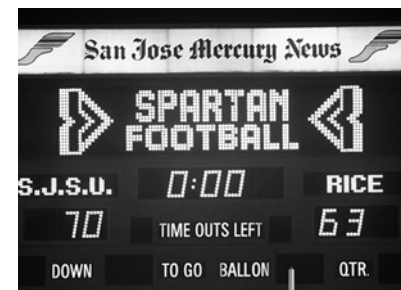 San Jose Mercury News
SPARTAN
FOOTBALL
S.J.S.U. 0:00 RICE
70 TIME OUTS LEFT 63
DOWN TO GO BALLON QTR.